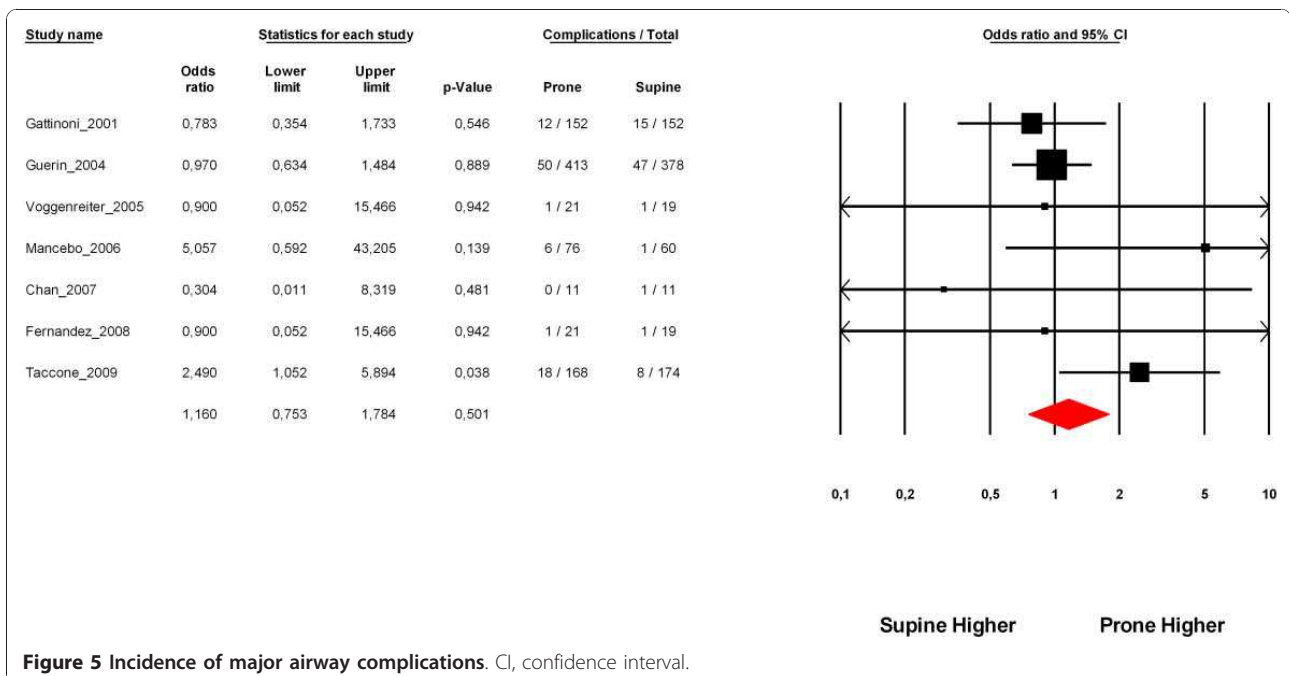 Study name Statistics for each study Complications / Total Odds ratio and 95% CI
Odds ratio Lower limit Upper limit p-Value Prone Supine
Gattinoni_2001 0,783 0,354 1,733 0,546 12 / 152 15 / 152
Guerin_2004 0,970 0,634 1,484 0,889 50 / 413 47 / 378
Voggenreiter_2005 0,900 0,052 15,466 0,942 1 / 21 1 / 19
Mancebo_2006 5,057 0,592 43,205 0,139 6 / 76 1 / 60
Chan_2007 0,304 0,011 8,319 0,481 0 / 11 1 / 11
Fernandez_2008 0,900 0,052 15,466 0,942 1 / 21 1 / 19
Taccone_2009 2,490 1,052 5,894 0,038 18 / 168 8 / 174
1,160 0,753 1,784 0,501
0,1 0,2 0,5 1 2 5 10
Supine Higher Prone Higher
Figure 5 Incidence of major airway complications. CI, confidence interval.